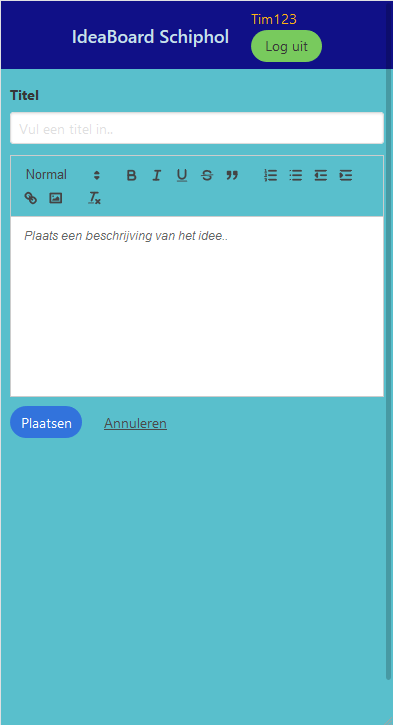 Tim123
IdeaBoard Schiphol
Log uit
Titel
Vul een titel in..
Normal
Plaats een beschrijving van het idee..
Plaatsen Annuleren